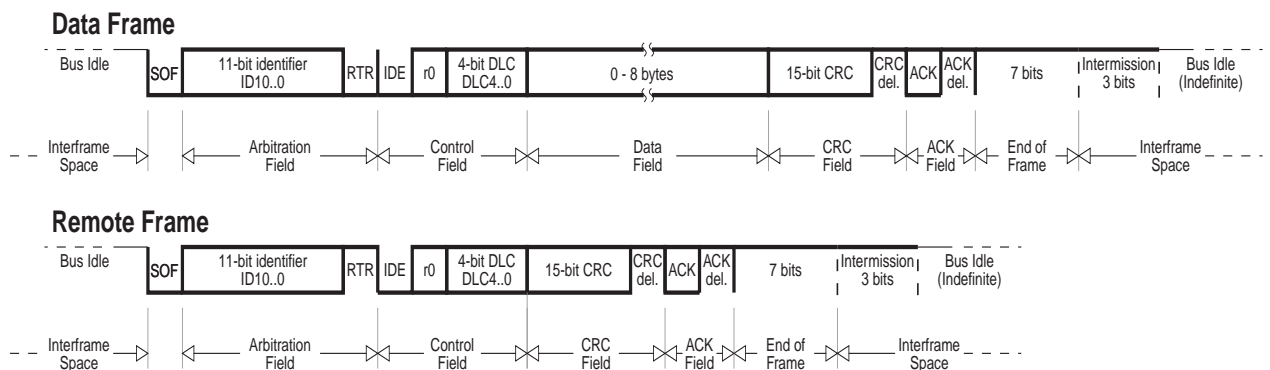 Data Frame
Bus Idle SOF 11-bit identifier RTR IDE r0 4-bit DLC 0 - 8 bytes 15-bit CRC CRC ACK ACK 7 bits Intermission Bus Idle
ID10..0 DLC4..0 del. del. 3 bits (Indefinite)
Interframe Arbitration Control Data CRC ACK End of Interframe
Space Field Field Field Field Field Frame Space
Remote Frame
Bus Idle SOF 11-bit identifier RTR IDE r0 4-bit DLC 15-bit CRC CRC ACK ACK 7 bits Intermission Bus Idle
ID10..0 DLC4..0 del. del. 3 bits (Indefinite)
Interframe Arbitration Control CRC ACK End of Interframe
Space Field Field Field Field Frame Space